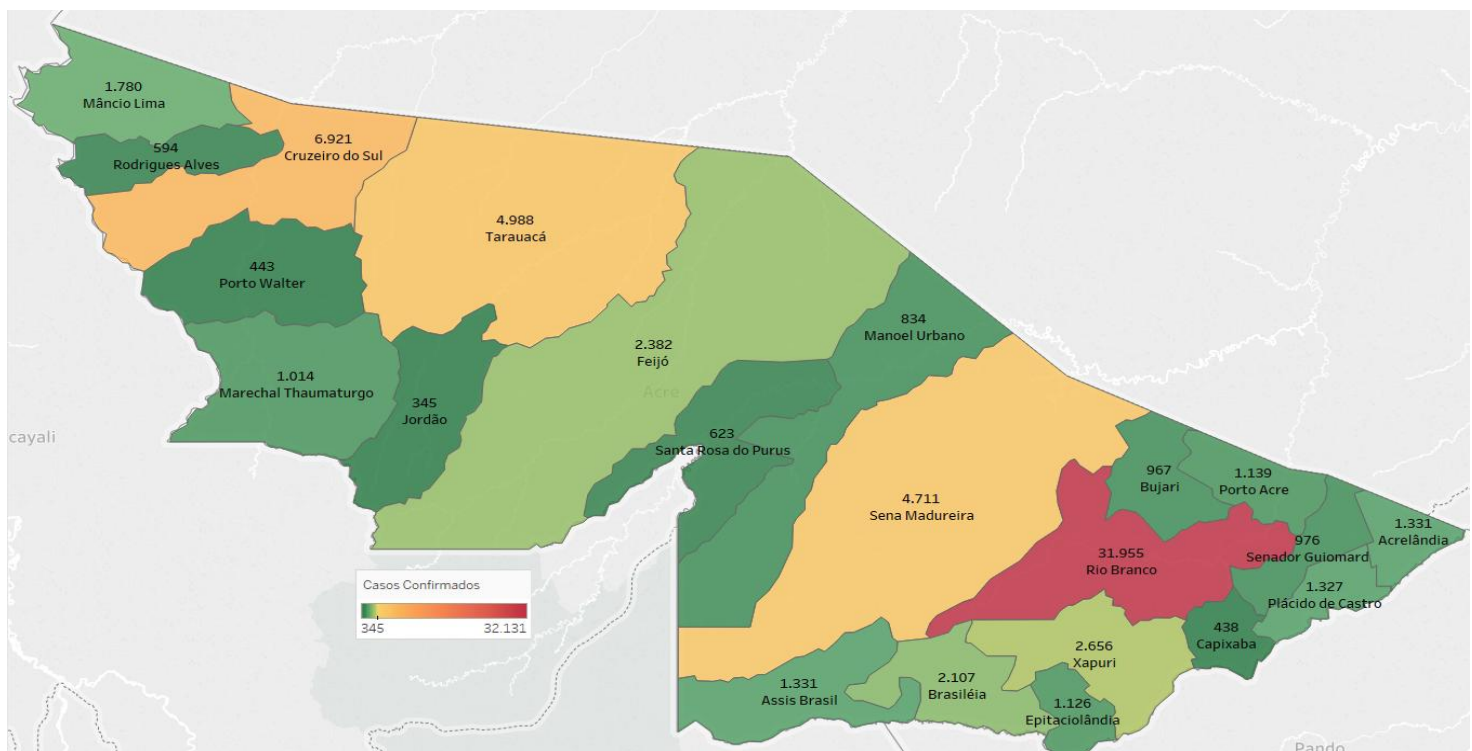 1.780
Mâncio Lima
594
Rodrigues Alves
6.921
Cruzeiro do Sul
4.988
Tarauacá
443
Porto Walter
1.014
Marechal Thaumaturgo
345
Jordão
2.382
Feijó
Acre
834
Manoel Urbano
623
Santa Rosa do Purus
4.711
Sena Madureira
967
Bujari
1.139
Porto Acre
31.955
Rio Branco
976
Senador Guiomard
1.331
Acrelândia
1.327
Plácido de Castro
438
Capixaba
2.656
Xapuri
1.331
Assis Brasil
2.107
Brasiléia
1.126
Epitaciolândia
cayali
Pando
Casos Confirmados
345
32.131